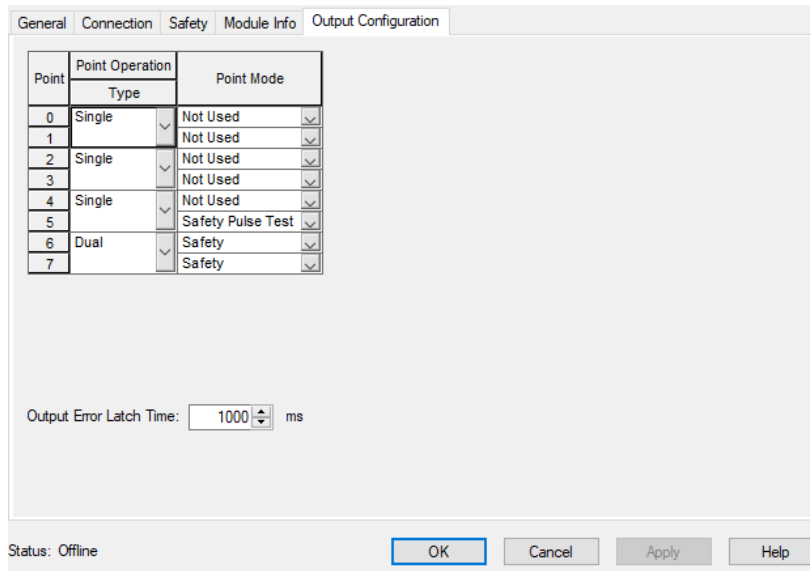 General Connection Safety Module Info Output Configuration
Point Point Operation Point Mode
Type
0 Single Not Used
1 Not Used
2 Single Not Used
3 Not Used
4 Single Not Used
5 Safety Pulse Test
6 Dual Safety
7 Safety
Output Error Latch Time: 1000 ms
Status: Offline OK Cancel Apply Help